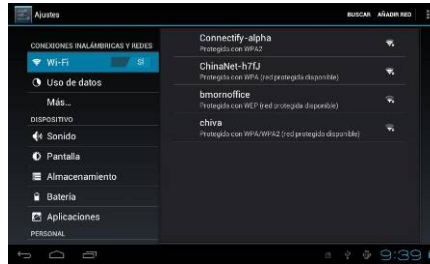 Ajustes
BUSCAR AÑADIR RED
CONEXIONES INALÁMBRICAS Y REDES
Wi-Fi SÍ
Uso de datos
Más...
DISPOSITIVO
Sonido
Pantalla
Almacenamiento
Batería
Aplicaciones
PERSONAL
Connectify-alpha
Protegida con WPA2
ChinaNet-h7fJ
Protegida con WPA (red protegida disponible)
bmornoffice
Protegida con WEP (red protegida disponible)
chiva
Protegida con WPA/WPA2 (red protegida disponible)
9:39